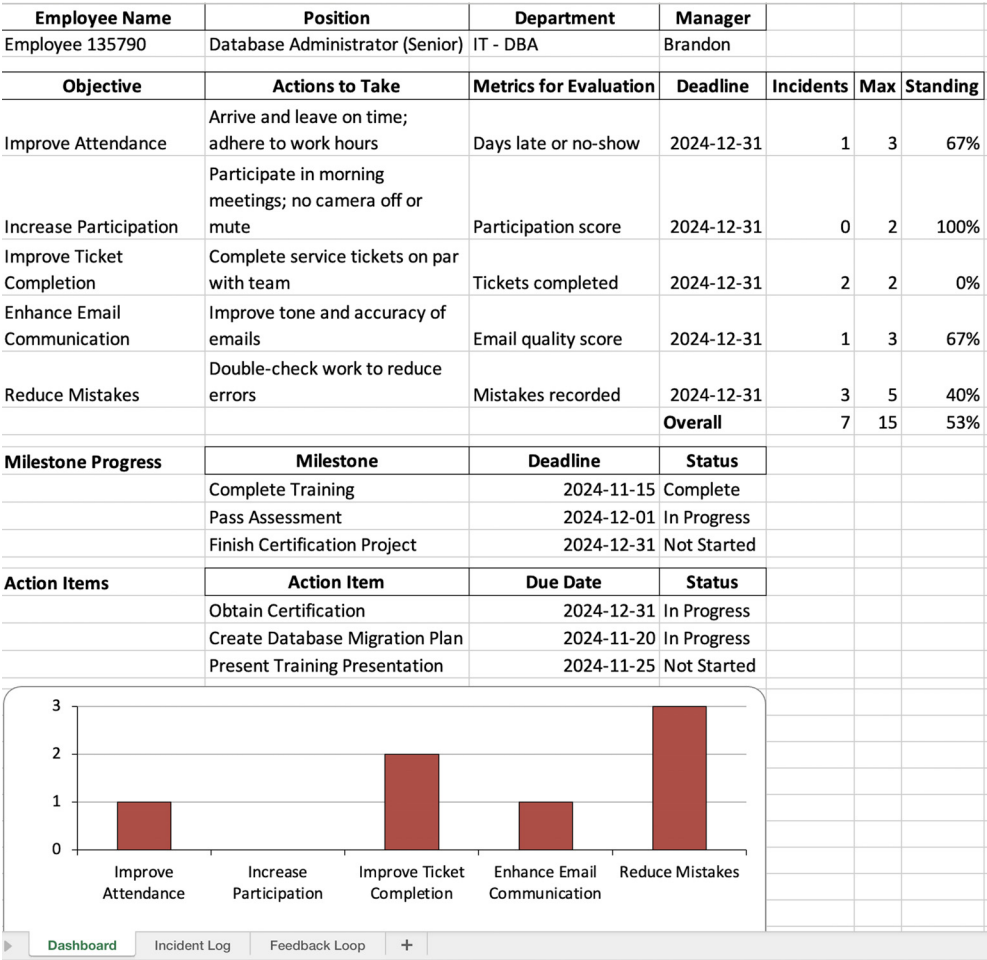 Employee Name Position Department Manager
Employee 135790 Database Administrator (Senior) IT - DBA Brandon
Objective Actions to Take Metrics for Evaluation Deadline Incidents Max Standing
Arrive and leave on time;
Improve Attendance adhere to work hours Days late or no-show 2024-12-31 1 3 67%
Participate in morning
meetings; no camera off or
Increase Participation mute Participation score 2024-12-31 0 2 100%
Improve Ticket Complete service tickets on par
Completion with team Tickets completed 2024-12-31 2 2 0%
Enhance Email Improve tone and accuracy of
Communication emails Email quality score 2024-12-31 1 3 67%
Double-check work to reduce
Reduce Mistakes errors Mistakes recorded 2024-12-31 3 5 40%
Overall 7 15 53%
Milestone Progress Milestone Deadline Status
Complete Training 2024-11-15 Complete
Pass Assessment 2024-12-01 In Progress
Finish Certification Project 2024-12-31 Not Started
Action Items Action Item Due Date Status
Obtain Certification 2024-12-31 In Progress
Create Database Migration Plan 2024-11-20 In Progress
Present Training Presentation 2024-11-25 Not Started
3
2
1
0
Improve Increase Improve Ticket Enhance Email Reduce Mistakes
Attendance Participation Completion Communication
Dashboard Incident Log Feedback Loop +